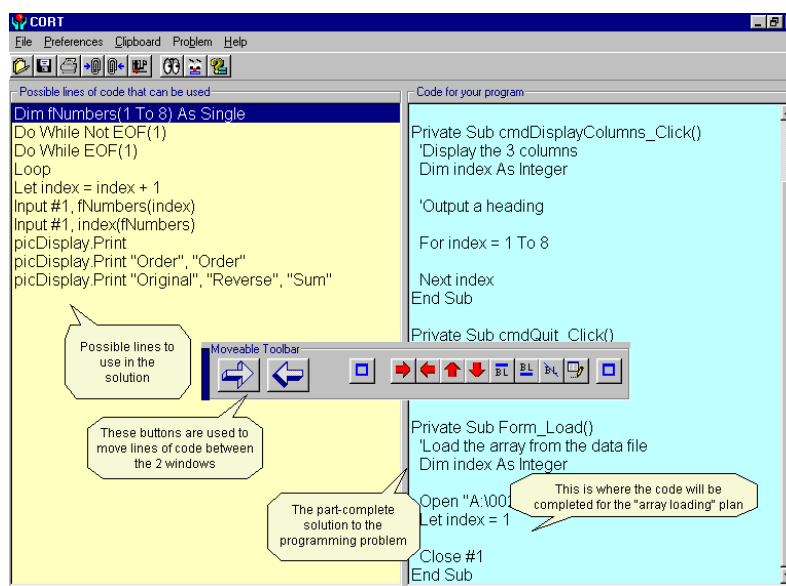 CORT
File Preferences Clipboard Problem Help
Possible lines of code that can be used
Dim fNumbers(1 To 8) As Single
Do While Not EOF(1)
Do While EOF(1)
Loop
Let index = index + 1
Input #1, fNumbers(index)
Input #1, index(fNumbers)
picDisplay.Print
picDisplay.Print "Order", "Order"
picDisplay.Print "Original", "Reverse", "Sum"
Possible lines to
use in the
solution
Moveable Toolbar
BL BL BL
These buttons are used to
move lines of code between
the 2 windows
The part-complete
solution to the
programming problem
Code for your program
Private Sub cmdDisplayColumns_Click()
'Display the 3 columns
Dim index As Integer
'Output a heading
For index = 1 To 8
Next index
End Sub
Private Sub cmdQuit_Click()
Private Sub Form_Load()
'Load the array from the data file
Dim index As Integer
Open "A:\002
Let index = 1
This is where the code will be
completed for the "array loading" plan
Close #1
End Sub